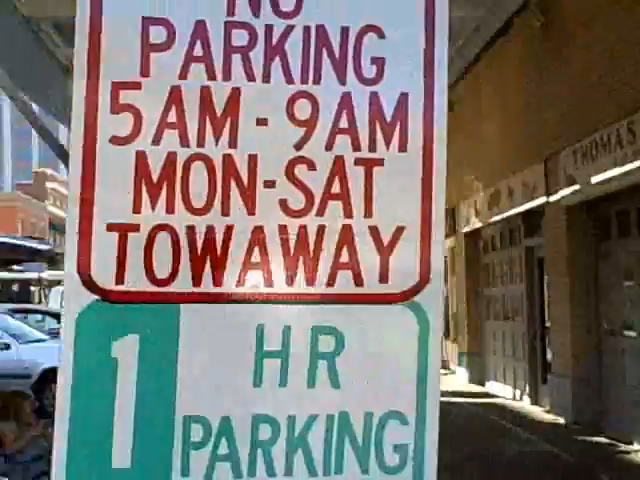 NO
PARKING
5AM-9AM
MON-SAT
TOWAWAY
1 HR
PARKING
THOMAS